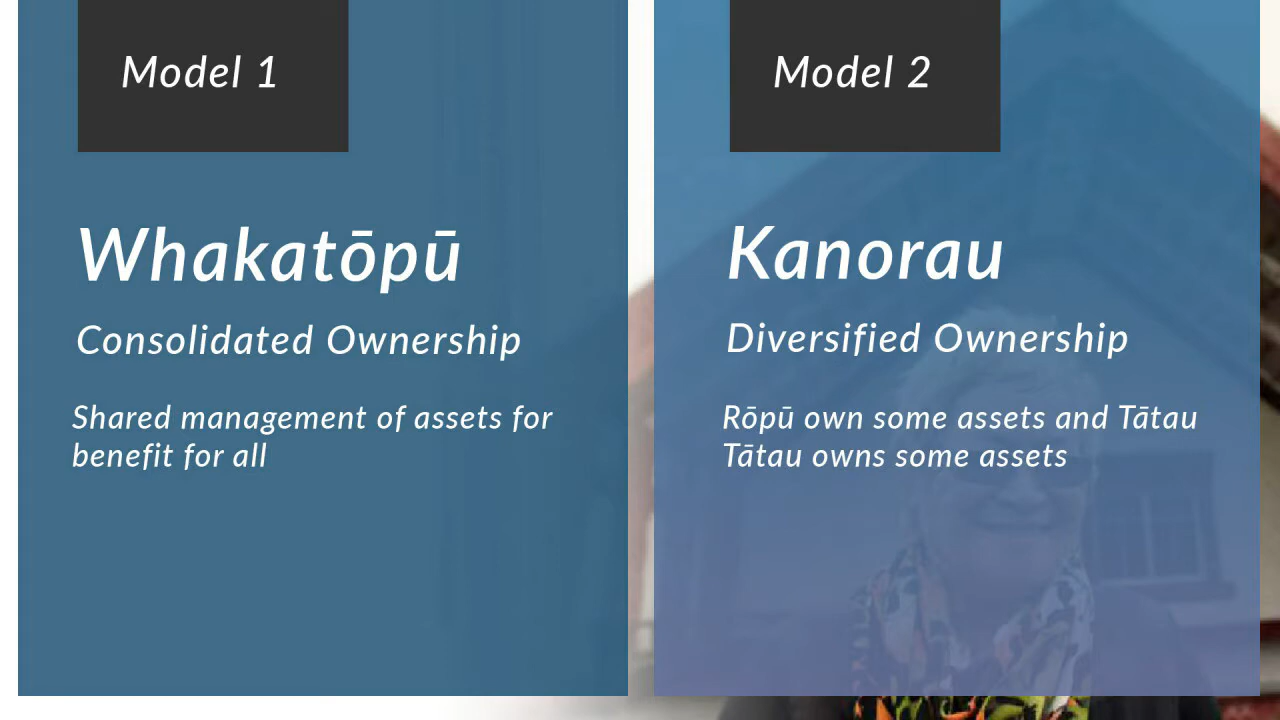 Model 1
Whakatōpū
Consolidated Ownership
Shared management of assets for
benefit for all
Model 2
Kanorau
Diversified Ownership
Rōpū own some assets and Tātau
Tātau owns some assets